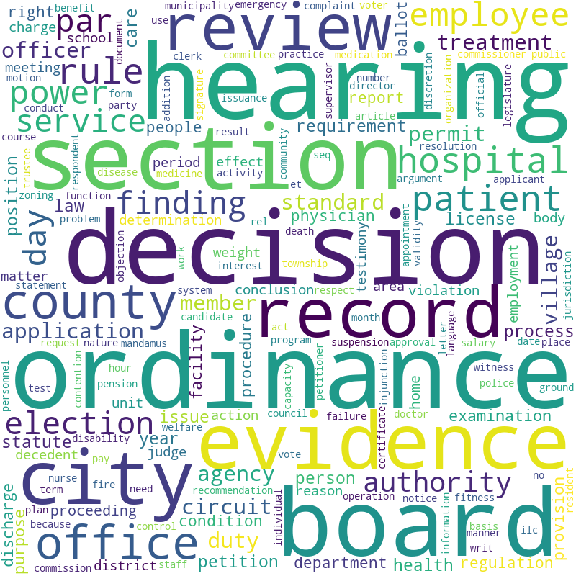 municipality emergency complaint voter
right use ballot employee
par benefit care review treatment
charge school document
clerk committee practice medication commissioner public
officer rule hearing
meeting signature issuance supervisor number director discretion organization official legislature
motion form party
conduct addition article
power people result report
service requirement permit resolution
course respondent disease community seq et argument applicant
section hospital
trustee medicine activity
position zoning function period effect standard patient
law finding physician license body
problem determination rel appointment validity
day objection decision testimony employment village jurisdiction
work death weight interest township area violation
matter conclusion respect
statement system candidate member
county record process
application act month suspension approval letter language date place
request nature mandamus facility procedure program salary
personnel contention hour capacity petitioner injunction home police witness ground
test pension ordinance doctor
unit council
election issue action failure examination
statute disability welfare vote certificate
decedent year judge evidence
nurse pay agency person authority
city recommendation reason individual
term fire need operation notice fitness no
discharge purpose plan proceeding circuit condition manner information basis ilc provision resident
because control duty
office petition board
department health writ regulation
commission district staff